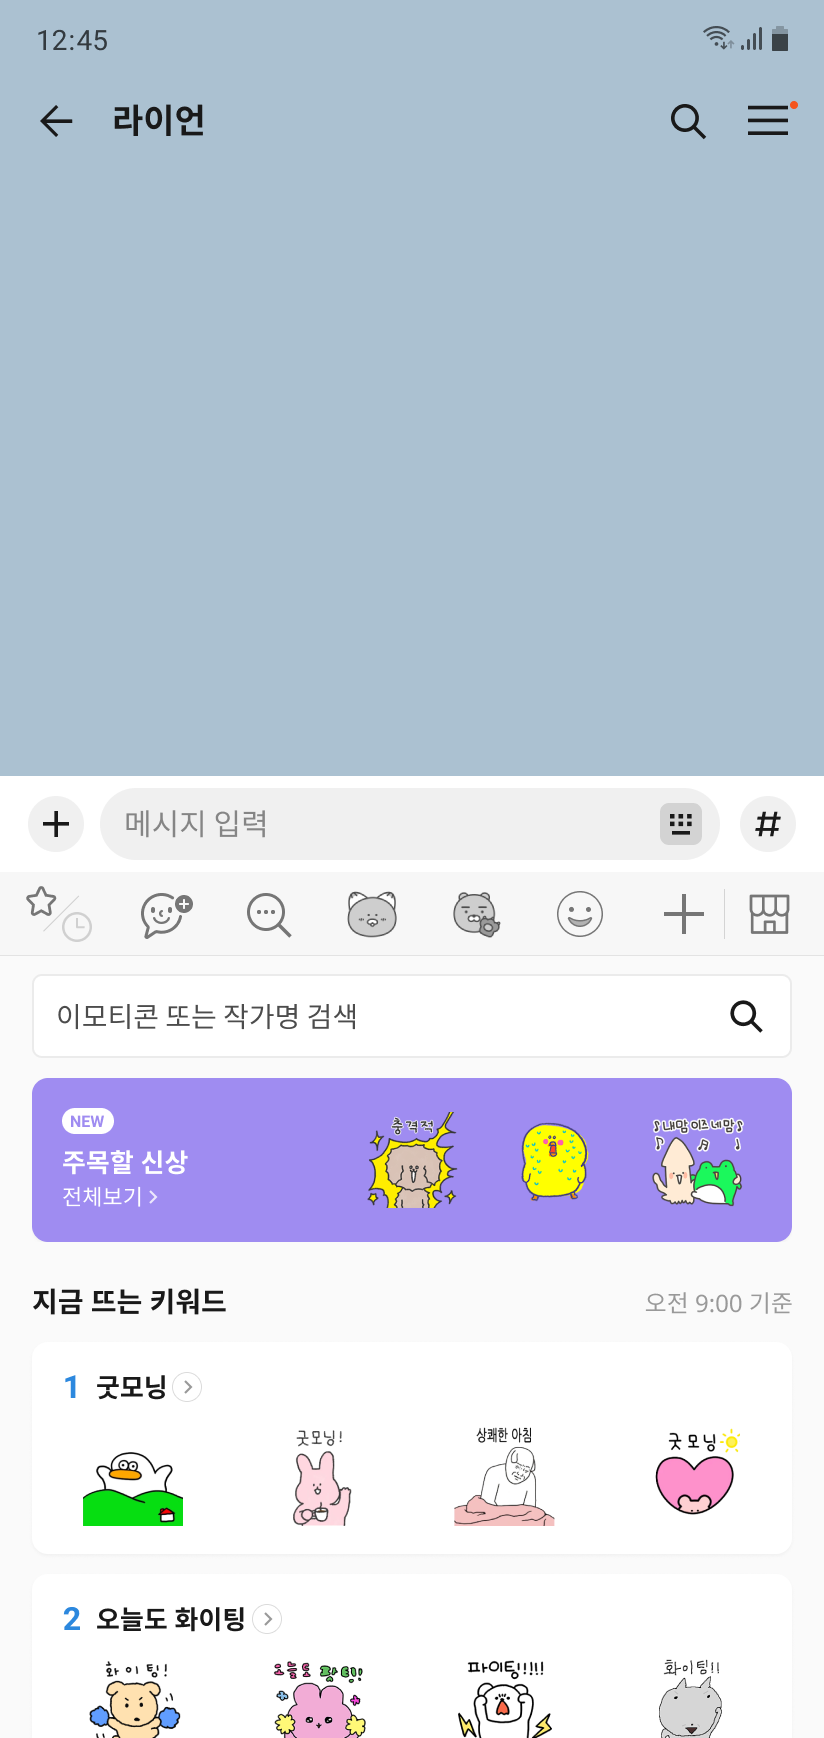 12:45
라이언
메시지 입력
#
이모티콘 또는 작가명 검색
NEW
주목할 신상
전체보기
충격적
내맘이즈네맘
지금 뜨는 키워드
오전 9:00 기준
1 굿모닝
굿모닝!
상쾌한 아침
굿모닝
2 오늘도 화이팅
화이팅!
오늘도 팟팅!!
파이팅!!!!
화이팅!!